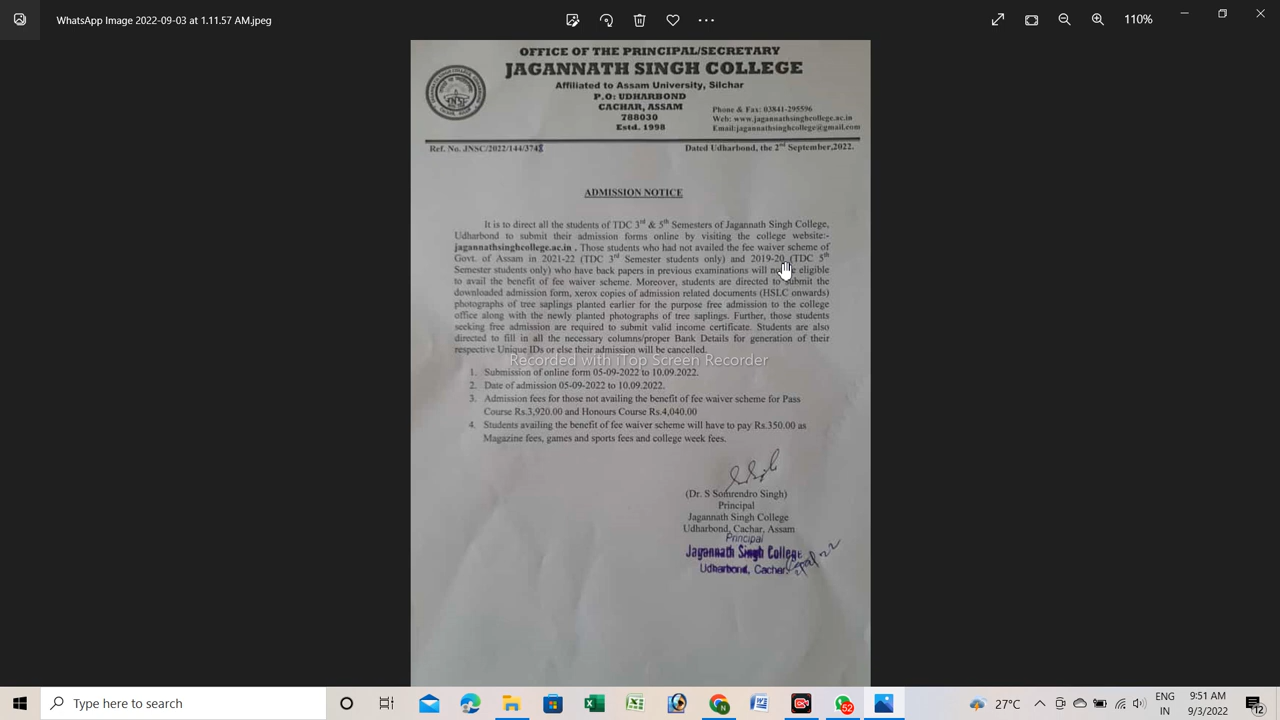 WhatsApp Image 2022-09-03 at 1.11.57 AM.jpeg
110%
OFFICE OF THE PRINCIPAL/SECRETARY
JAGANNATH SINGH COLLEGE
Affiliated to Assam University, Silchar
P.O: UDHARBOND
CACHAR, ASSAM
788030
Estd. 1998
Phone & Fax: 03841-295596
Web: www.jagannathsinghcollege.ac.in
Email:jagannathsinghcollege@gmail.com
Ref. No. JNSC/2022/144/3748
Dated Udharbond, the 2nd September,2022.
ADMISSION NOTICE
It is to direct all the students of TDC 3rd & 5th Semesters of Jagannath Singh College,
Udharbond to submit their admission forms online by visiting the college website:-
jagannathsinghcollege.ac.in . Those students who had not availed the fee waiver scheme of
Govt. of Assam in 2021-22 (TDC 3rd Semester students only) and 2019-20 (TDC 5th
Semester students only) who have back papers in previous examinations will not be eligible
to avail the benefit of fee waiver scheme. Moreover, students are directed to submit the
downloaded admission form, xerox copies of admission related documents (HSLC onwards)
photographs of tree saplings planted earlier for the purpose free admission to the college
office along with the newly planted photographs of tree saplings. Further, those students
seeking free admission are required to submit valid income certificate. Students are also
directed to fill in all the necessary columns/proper Bank Details for generation of their
respective Unique IDs or else their admission will be cancelled.
Recorded with iTop Screen Recorder
1. Submission of online form 05-09-2022 to 10.09.2022.
2. Date of admission 05-09-2022 to 10.09.2022.
3. Admission fees for those not availing the benefit of fee waiver scheme for Pass
Course Rs.3,920.00 and Honours Course Rs.4,040.00
4. Students availing the benefit of fee waiver scheme will have to pay Rs.350.00 as
Magazine fees, games and sports fees and college week fees.
(Dr. S Somrendro Singh)
Principal
Jagannath Singh College
Udharbond, Cachar, Assam
Principal
Jagannath Singh College
Udharbond, Cachar
Type here to search
52
27°C
ENG
IN
9:51 AM
9/3/2022
12